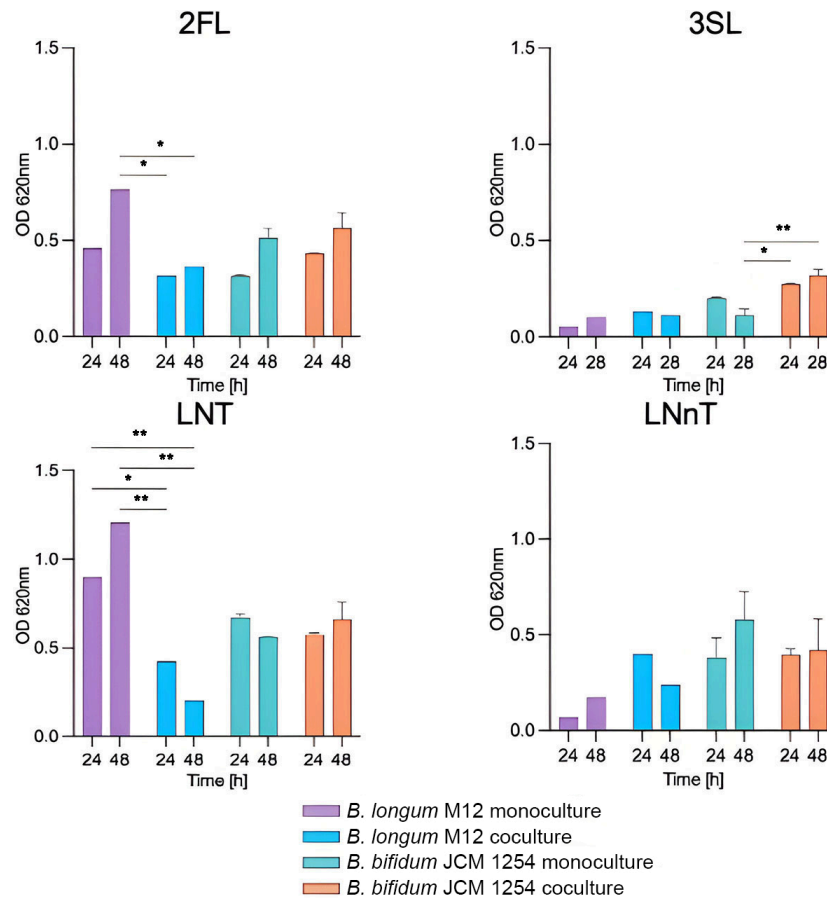 2FL
1.5
1.0
0.5
0.0
OD 620nm
*
*
24 48 24 48 24 48 24 48
Time [h]
3SL
1.5
1.0
0.5
0.0
OD 620nm
**
*
24 28 24 28 24 28 24 28
Time [h]
LNT
**
**
*
**
1.5
1.0
0.5
0.0
OD 620nm
24 48 24 48 24 48 24 48
Time [h]
LNnT
1.5
1.0
0.5
0.0
OD 620nm
24 48 24 48 24 48 24 48
Time [h]
B. longum M12 monoculture
B. longum M12 coculture
B. bifidum JCM 1254 monoculture
B. bifidum JCM 1254 coculture